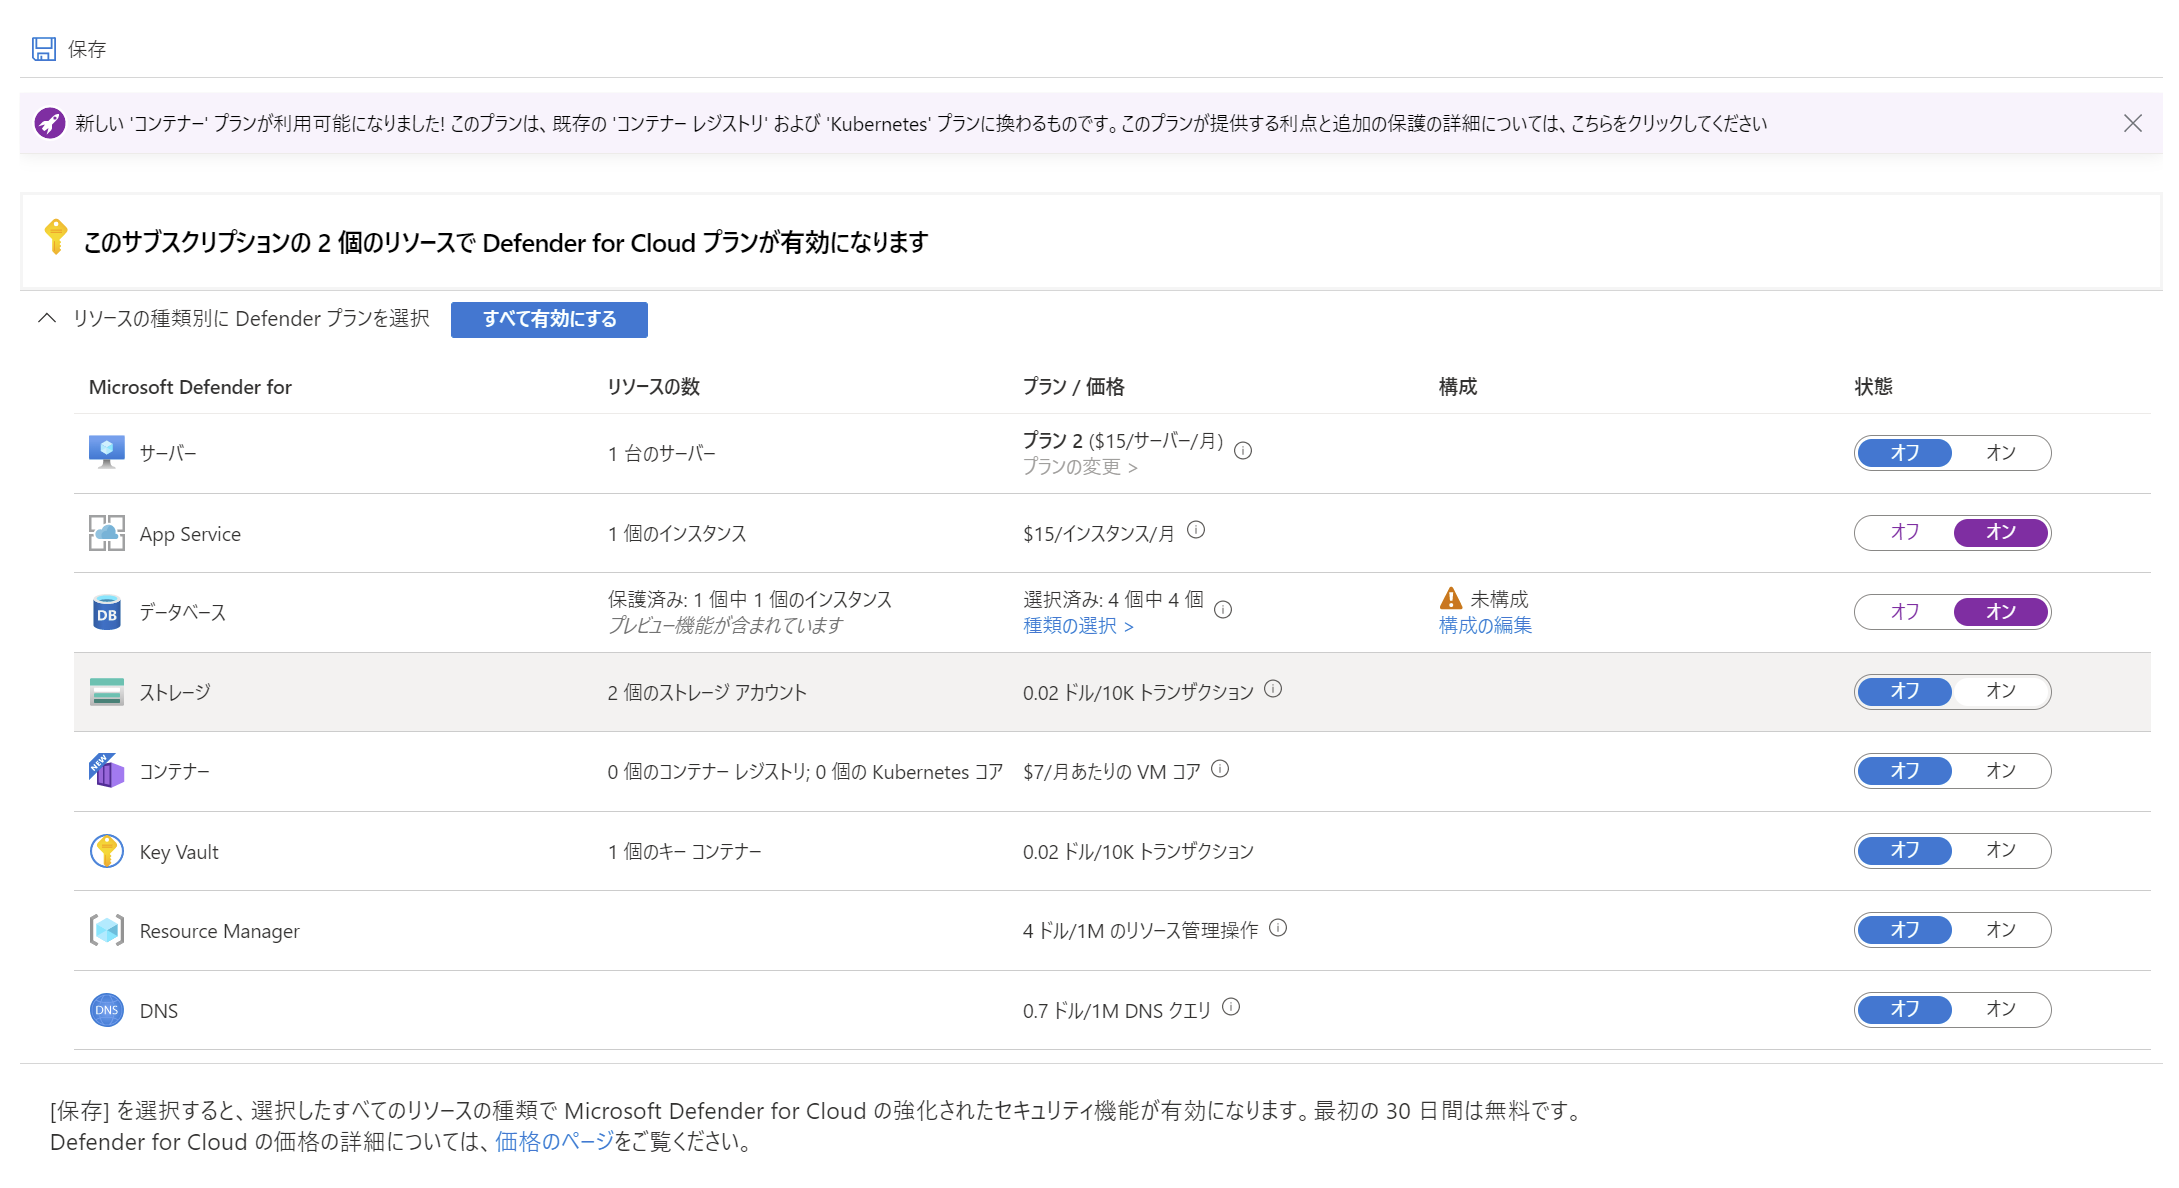 保存
新しい 'コンテナー' プランが利用可能になりました! このプランは、既存の 'コンテナー レジストリ' および 'Kubernetes' プランに換わるものです。このプランが提供する利点と追加の保護の詳細については、こちらをクリックしてください
このサブスクリプションの 2 個のリソースで Defender for Cloud プランが有効になります
リソースの種類別に Defender プランを選択 すべて有効にする
Microsoft Defender for リソースの数 プラン / 価格 構成 状態
サーバー 1 台のサーバー プラン 2 ($15/サーバー/月) オフ オン
プランの変更 >
App Service 1 個のインスタンス $15/インスタンス/月 オフ オン
データベース 保護済み: 1 個中 1 個のインスタンス 選択済み: 4 個中 4 個 未構成 オフ オン
プレビュー機能が含まれています 種類の選択 > 構成の編集
ストレージ 2 個のストレージ アカウント 0.02 ドル/10K トランザクション オフ オン
NEW コンテナー 0 個のコンテナー レジストリ; 0 個の Kubernetes コア $7/月あたりの VM コア オフ オン
Key Vault 1 個のキー コンテナー 0.02 ドル/10K トランザクション オフ オン
Resource Manager 4 ドル/1M のリソース管理操作 オフ オン
DNS DNS 0.7 ドル/1M DNS クエリ オフ オン
[保存] を選択すると、選択したすべてのリソースの種類で Microsoft Defender for Cloud の強化されたセキュリティ機能が有効になります。最初の 30 日間は無料です。
Defender for Cloud の価格の詳細については、価格のページをご覧ください。